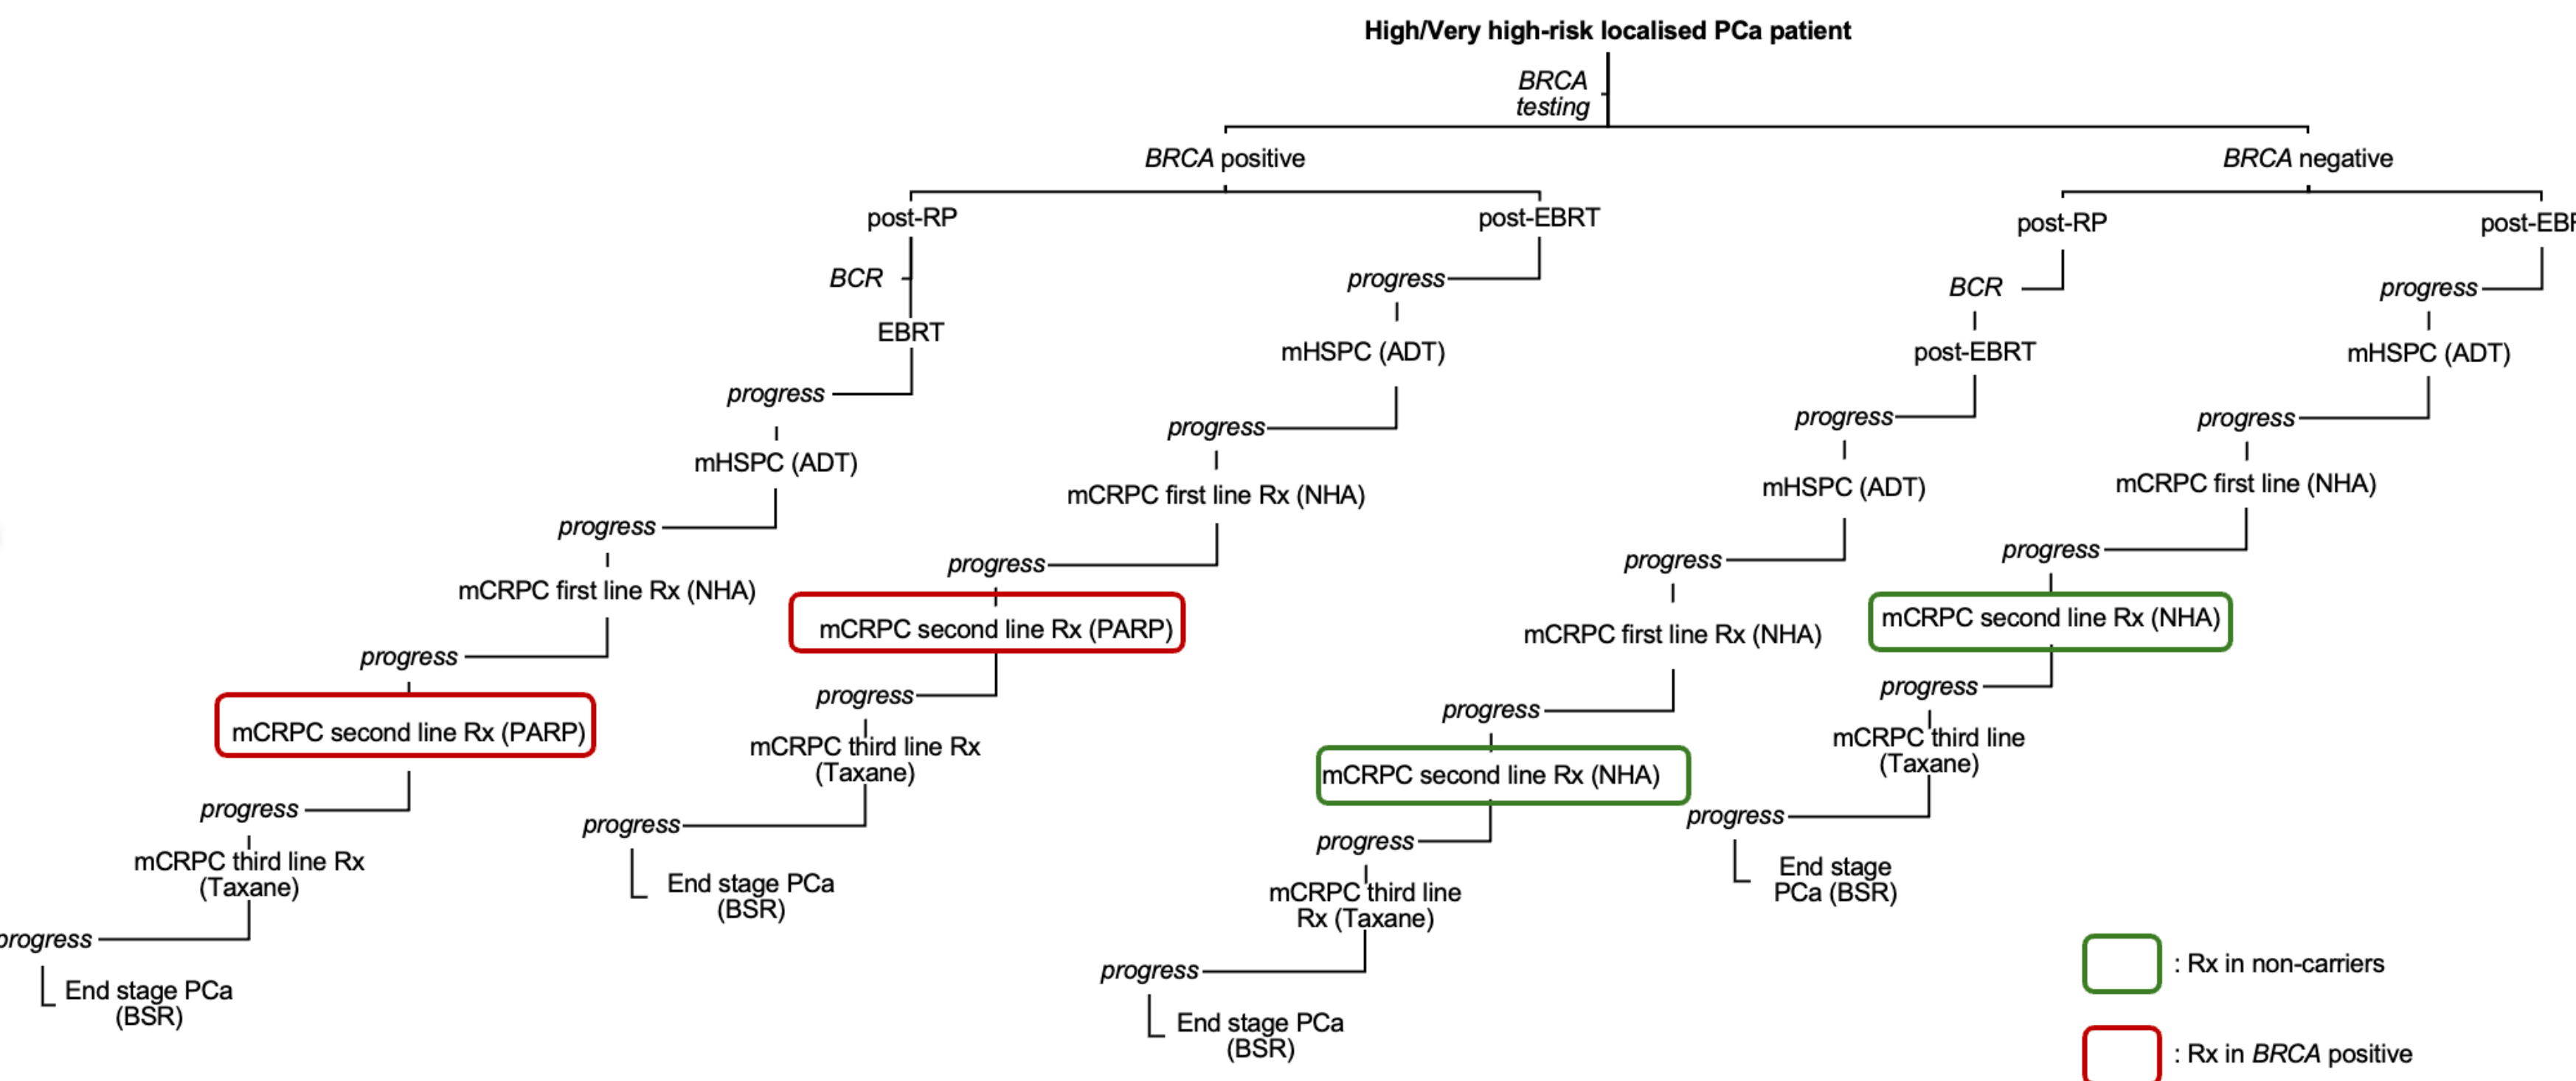 High/Very high-risk localised PCa patient
BRCA
testing
BRCA positive
BRCA negative
post-RP
post-EBRT
post-RP
post-EBR
BCR
progress
BCR
progress
EBRT
mHSPC (ADT)
post-EBRT
mHSPC (ADT)
progress
progress
progress
progress
mHSPC (ADT)
mCRPC first line Rx (NHA)
mHSPC (ADT)
mCRPC first line (NHA)
progress
progress
progress
progress
mCRPC first line Rx (NHA)
mCRPC second line Rx (PARP)
mCRPC first line Rx (NHA)
mCRPC second line Rx (NHA)
progress
progress
progress
progress
mCRPC second line Rx (PARP)
mCRPC third line Rx
(Taxane)
mCRPC second line Rx (NHA)
mCRPC third line
(Taxane)
progress
progress
progress
progress
mCRPC third line Rx
(Taxane)
End stage PCa
(BSR)
mCRPC third line
Rx (Taxane)
End stage
PCa (BSR)
progress
progress
End stage PCa
(BSR)
End stage PCa
(BSR)
: Rx in non-carriers
: Rx in BRCA positive